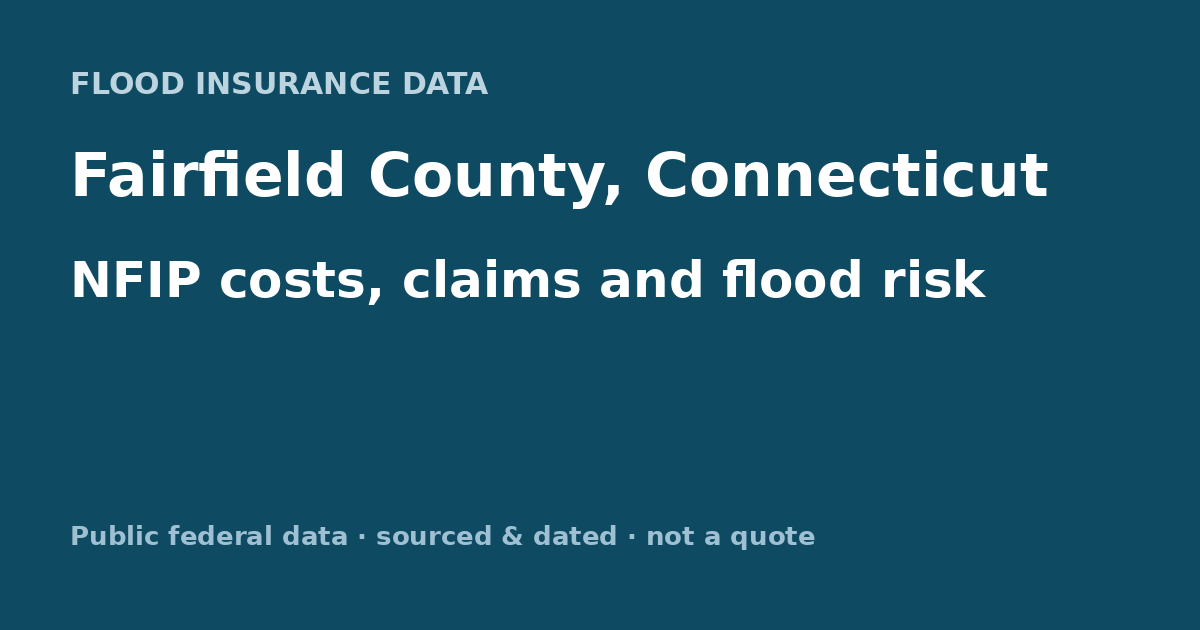 FLOOD INSURANCE DATA
Fairfield County, Connecticut
NFIP costs, claims and flood risk
Public federal data · sourced & dated · not a quote